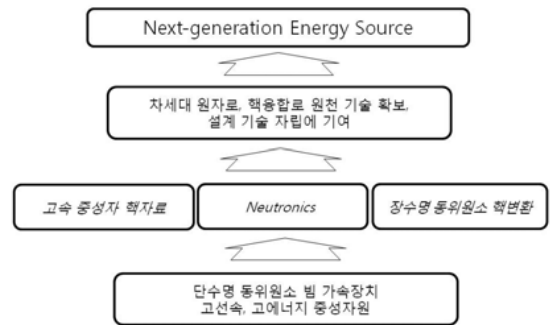 Next-generation Energy Source
차세대 원자로, 핵융합로 원천 기술 확보,
설계 기술 자립에 기여
고속 중성자 핵자료
Neutronics
장수명 동위원소 핵변환
단수명 동위원소 빔 가속장치
고선속, 고에너지 중성자원